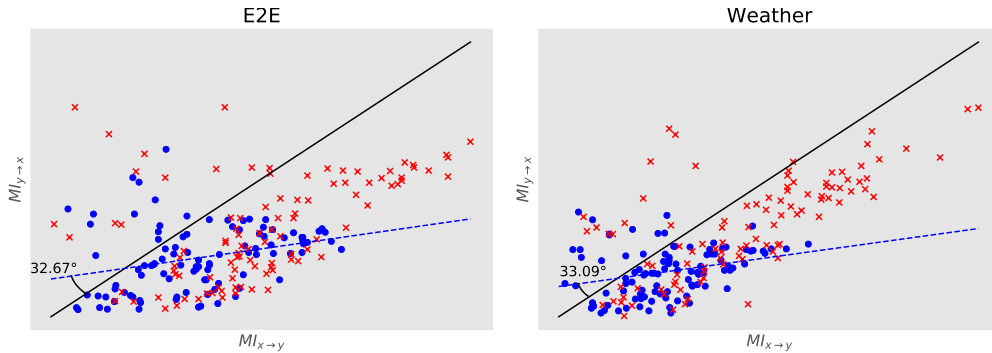 E2E
MI_{y→x}
32.67°
MI_{x→y}
Weather
MI_{y→x}
33.09°
MI_{x→y}